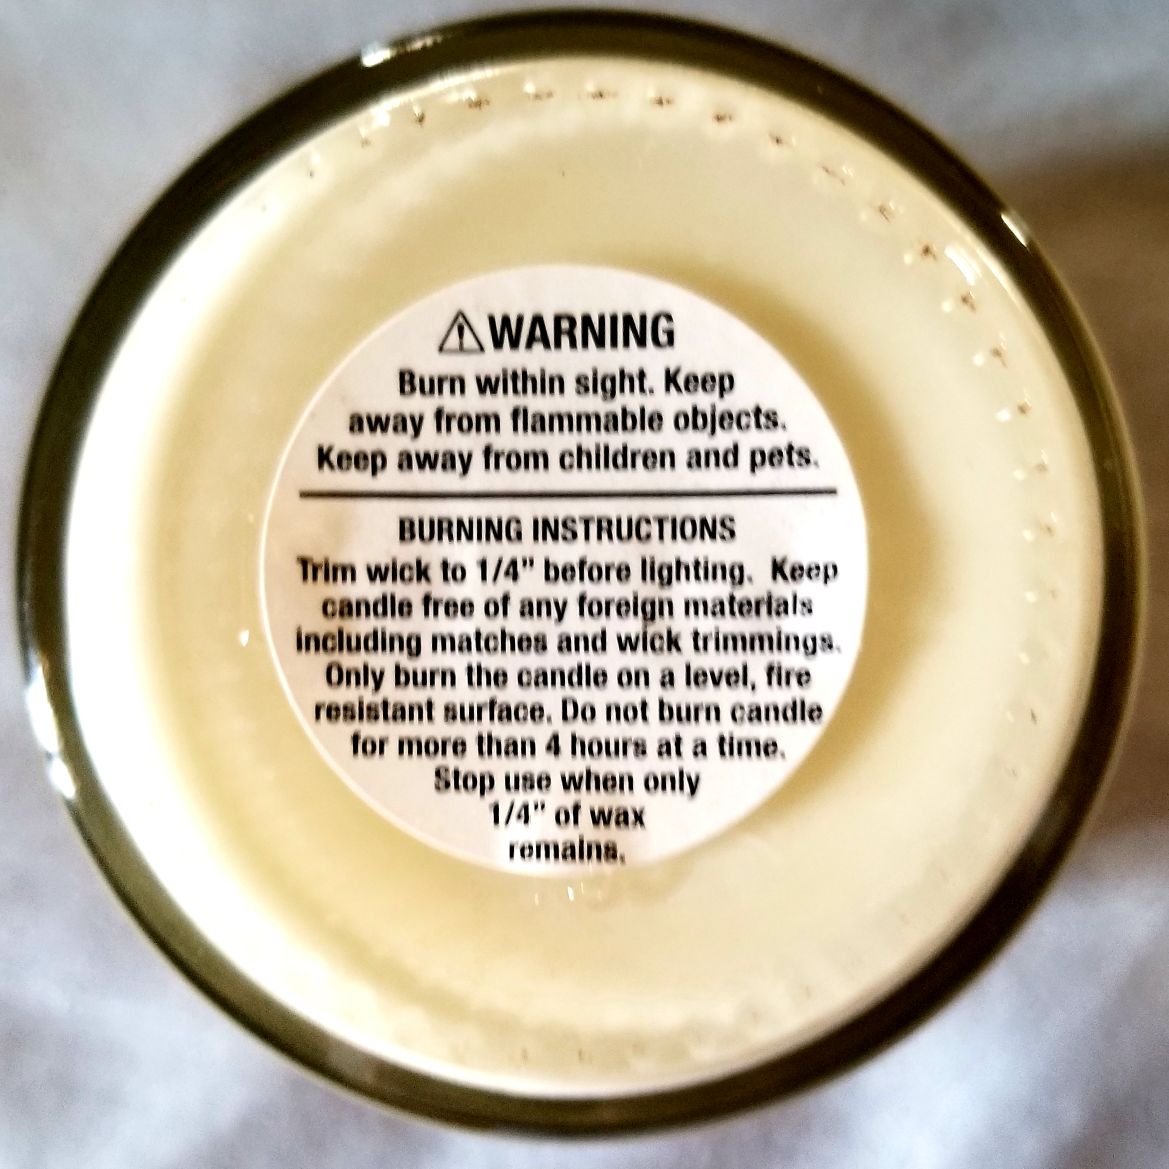 WARNING
Burn within sight. Keep
away from flammable objects.
Keep away from children and pets.
BURNING INSTRUCTIONS
Trim wick to 1/4" before lighting. Keep
candle free of any foreign materials
including matches and wick trimmings.
Only burn the candle on a level, fire
resistant surface. Do not burn candle
for more than 4 hours at a time.
Stop use when only
1/4" of wax
remains.